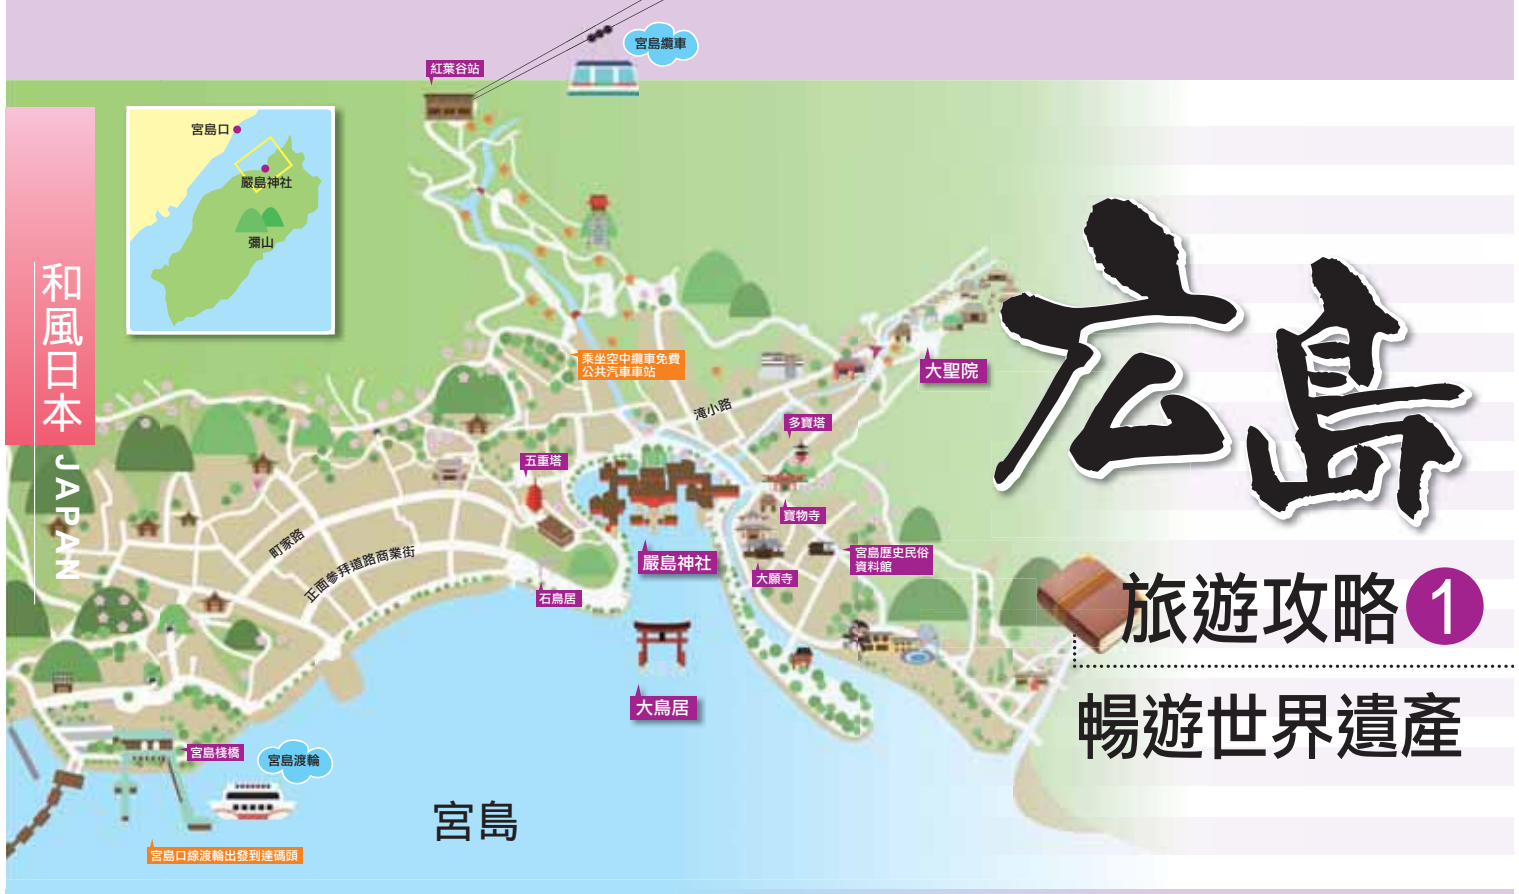 宮島纜車
紅葉谷站
宮島口
嚴島神社
彌山
和風日本 JAPAN
広島
乘坐空中纜車免費
公共汽車車站
大聖院
滝小路
多寶塔
五重塔
寶物寺
町家路
正面參拜道路商業街
嚴島神社
宮島歷史民俗
資料館
大願寺
石鳥居
旅遊攻略1
大鳥居
暢遊世界遺產
宮島棧橋
宮島渡輪
宮島
宮島口線渡輪出發到達碼頭